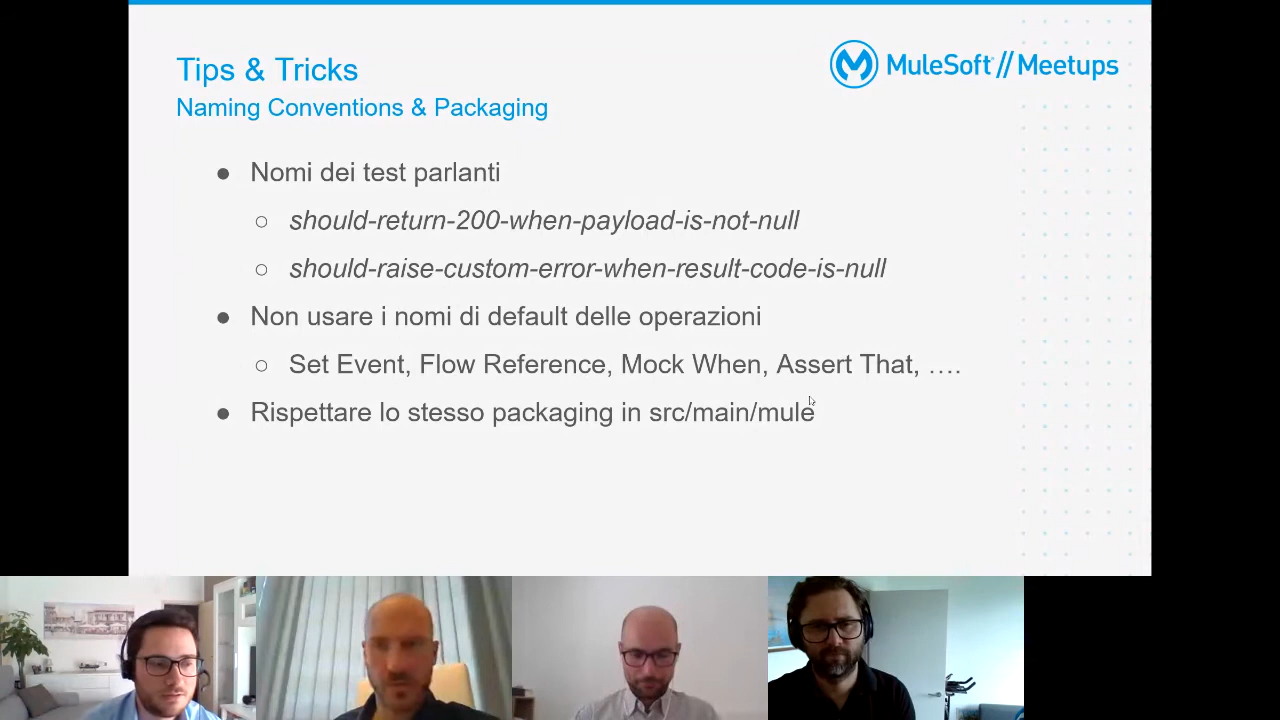 Tips & Tricks
MuleSoft // Meetups
Naming Conventions & Packaging
● Nomi dei test parlanti
○ should-return-200-when-payload-is-not-null
○ should-raise-custom-error-when-result-code-is-null
● Non usare i nomi di default delle operazioni
○ Set Event, Flow Reference, Mock When, Assert That, ….
● Rispettare lo stesso packaging in src/main/mule